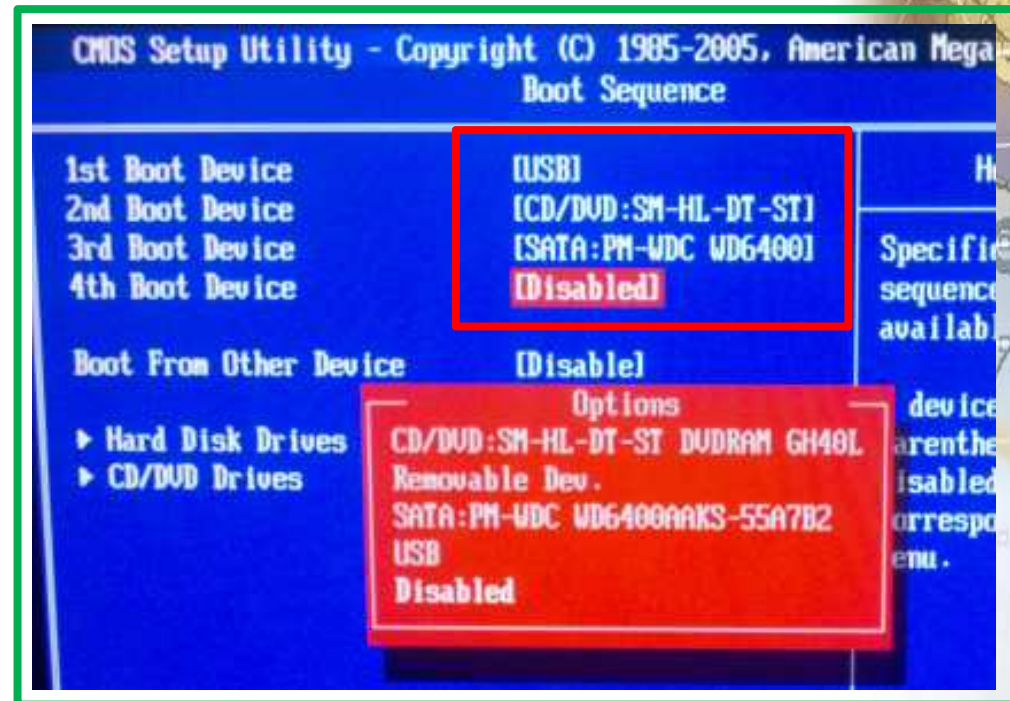 CMOS Setup Utility - Copyright (C) 1985-2005, American Mega
Boot Sequence
1st Boot Device [USB]
2nd Boot Device [CD/DVD:SM-HL-DT-ST]
3rd Boot Device [SATA:PM-WDC WD6400]
4th Boot Device [Disabled]
Boot From Other Device [Disable]
▶ Hard Disk Drives
▶ CD/DVD Drives
Options
CD/DVD:SM-HL-DT-ST DVDRAM GH40L
Removable Dev.
SATA:PM-WDC WD6400AAKS-55A7B2
USB
Disabled
He
Specifie
sequence
availabl
device
arenthe
isabled
orrespo
enu.